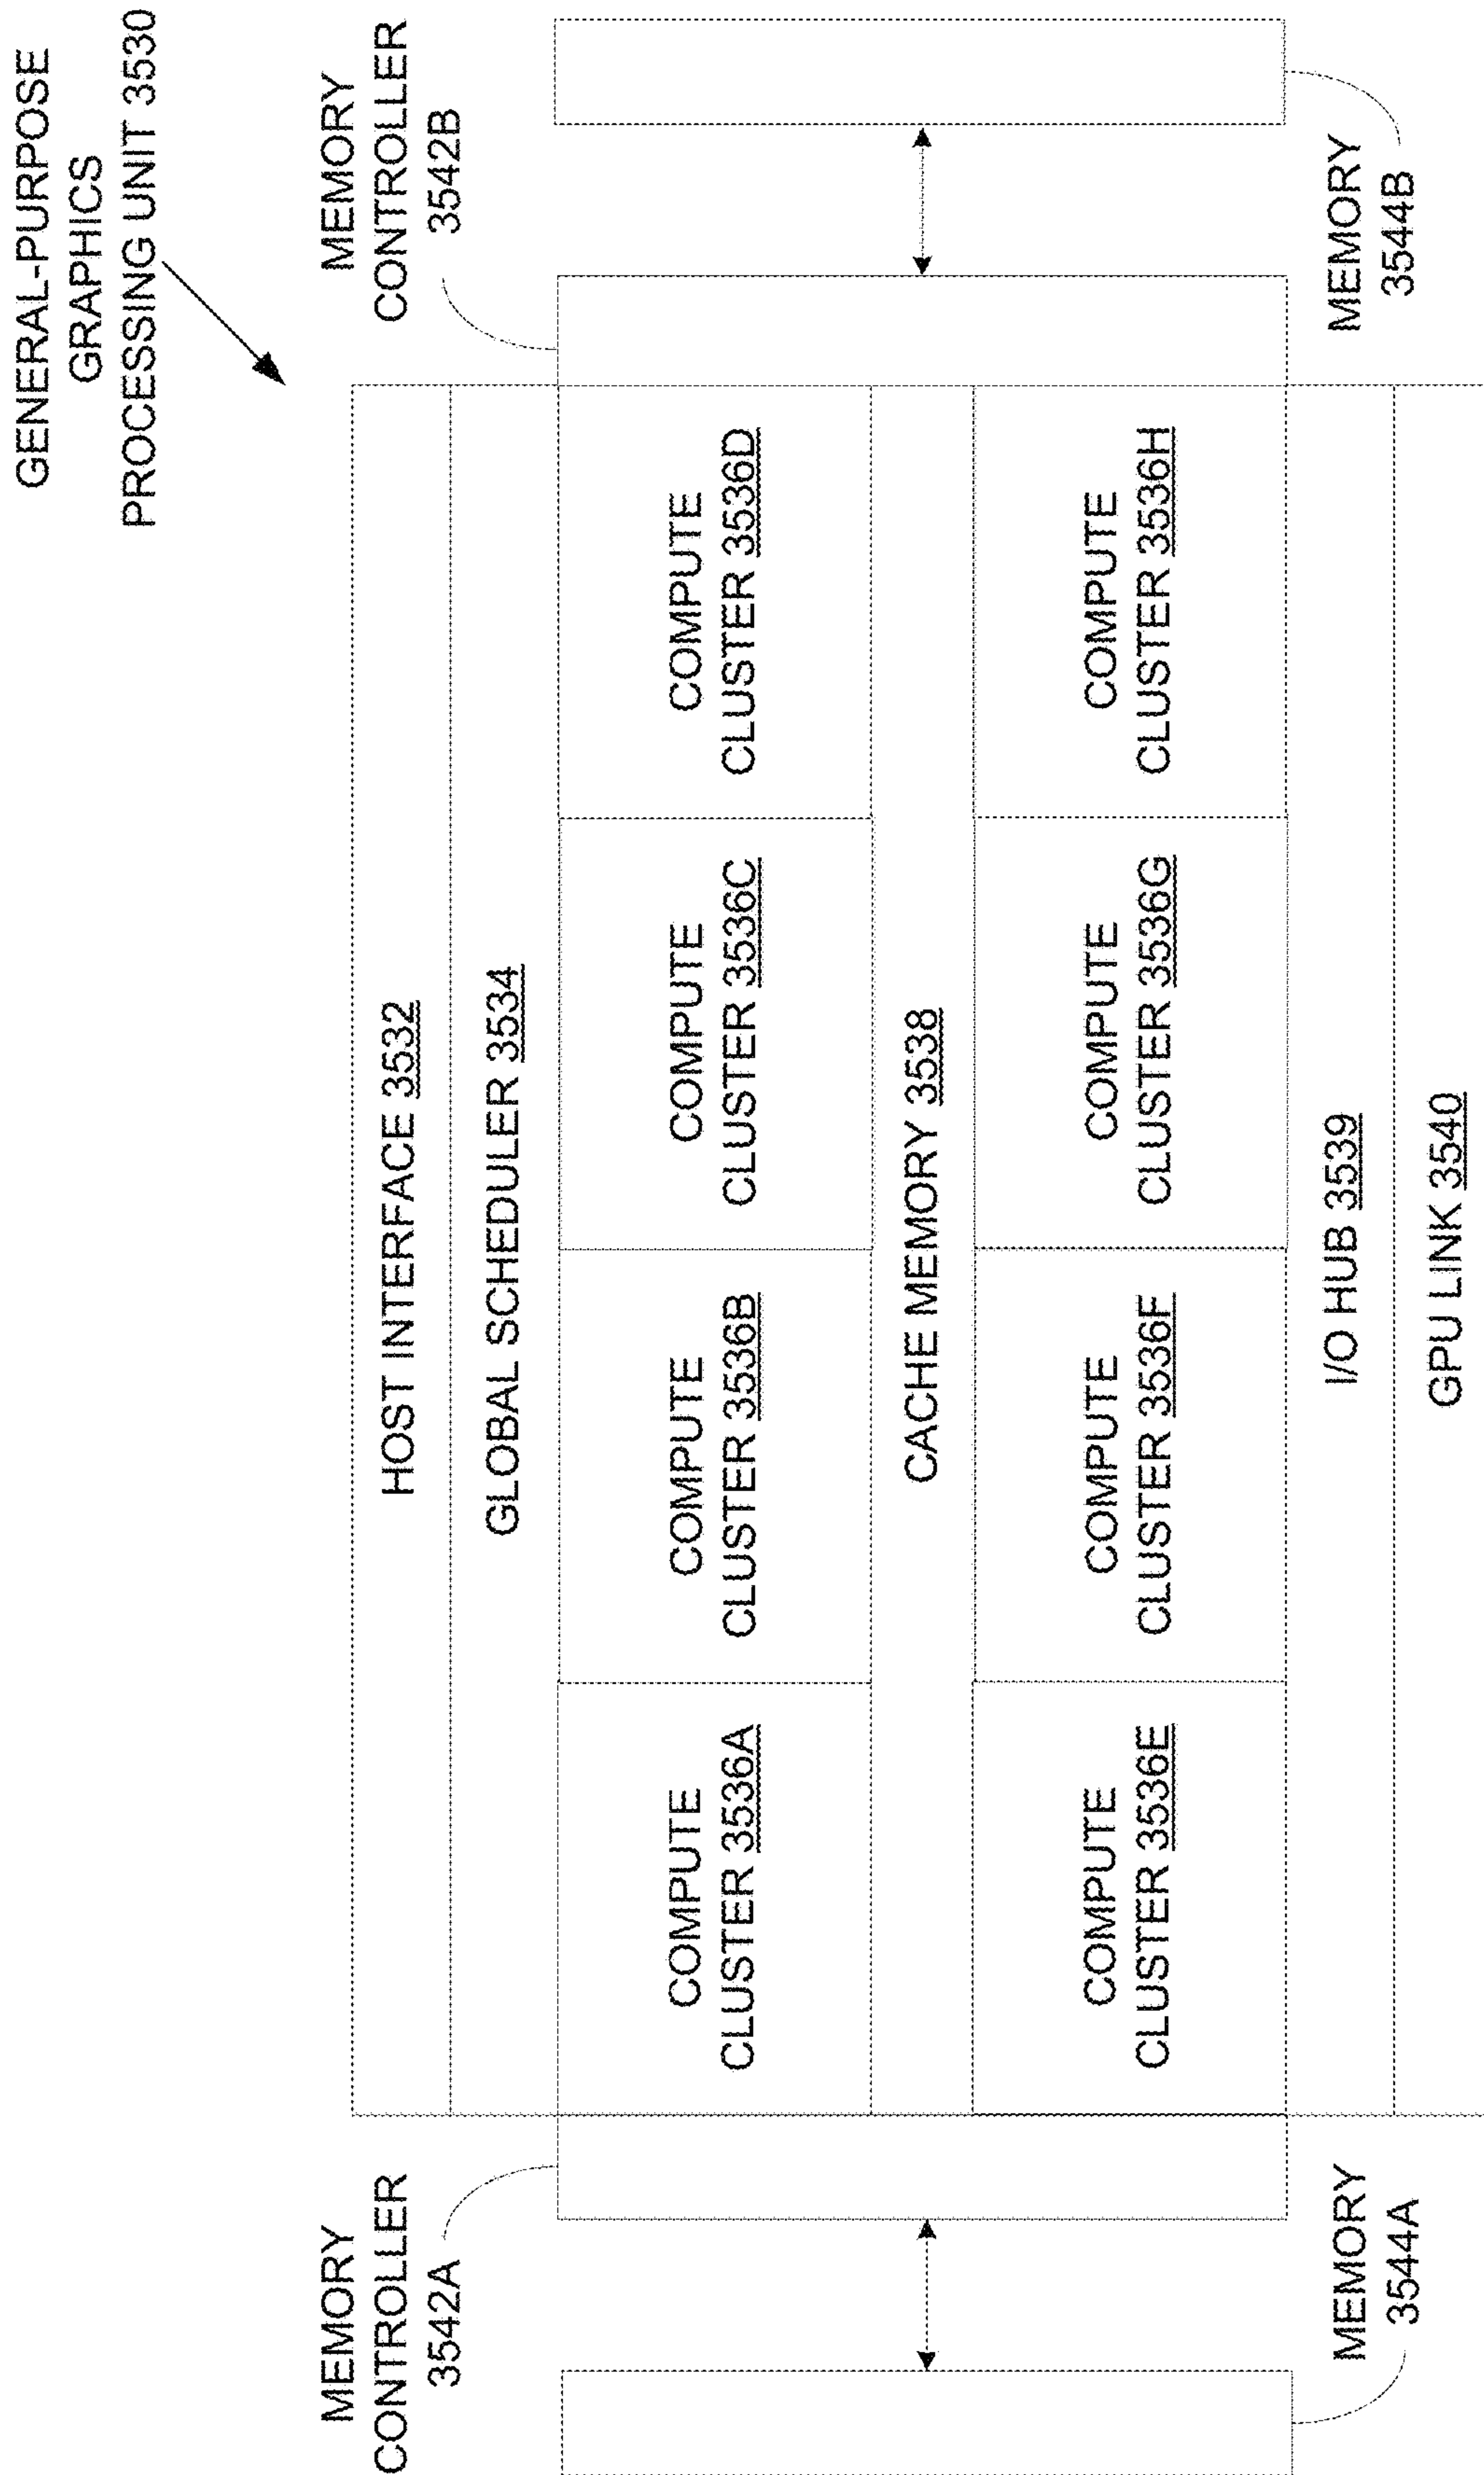 GENERAL-PURPOSE
GRAPHICS
PROCESSING UNIT 3530
MEMORY
CONTROLLER
3542A
MEMORY
CONTROLLER
3542B
HOST INTERFACE 3532
GLOBAL SCHEDULER 3534
COMPUTE
CLUSTER 3536A
COMPUTE
CLUSTER 3536B
COMPUTE
CLUSTER 3536C
COMPUTE
CLUSTER 3536D
CACHE MEMORY 3538
COMPUTE
CLUSTER 3536E
COMPUTE
CLUSTER 3536F
COMPUTE
CLUSTER 3536G
COMPUTE
CLUSTER 3536H
I/O HUB 3539
GPU LINK 3540
MEMORY
3544A
MEMORY
3544B